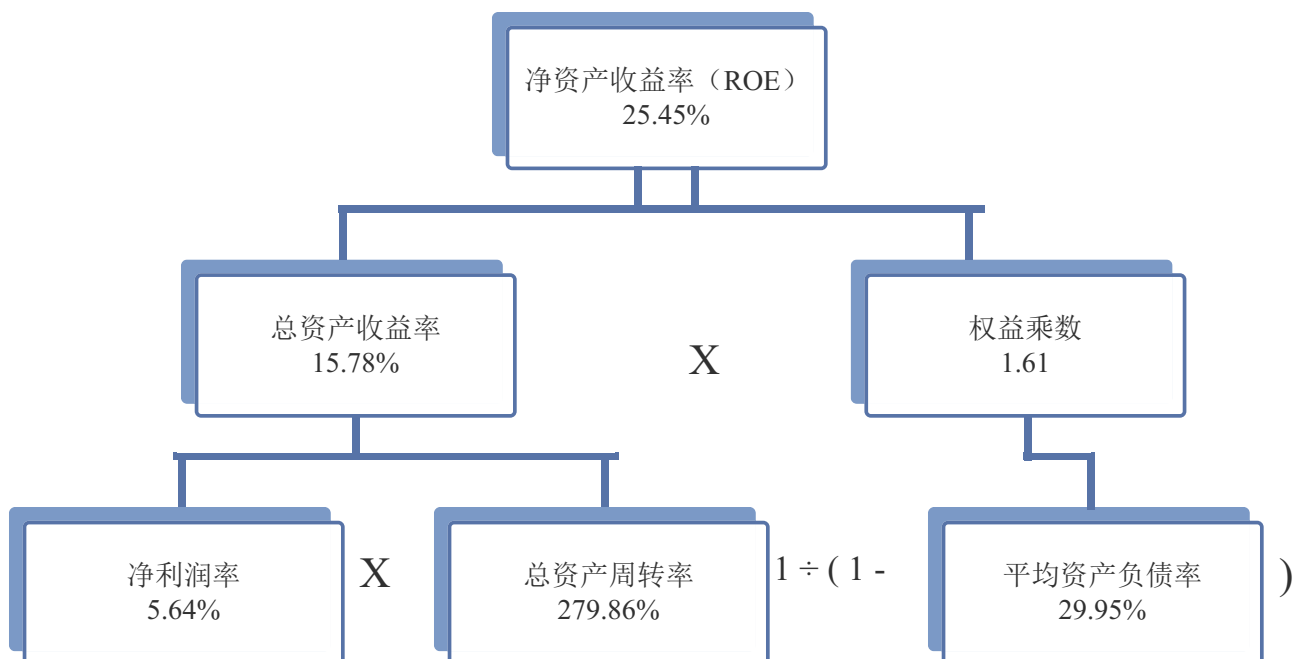 净资产收益率（ROE）
25.45%
总资产收益率
15.78%
X
权益乘数
1.61
净利润率
5.64%
X
总资产周转率
279.86%
1 ÷ ( 1 -
平均资产负债率
29.95%
)